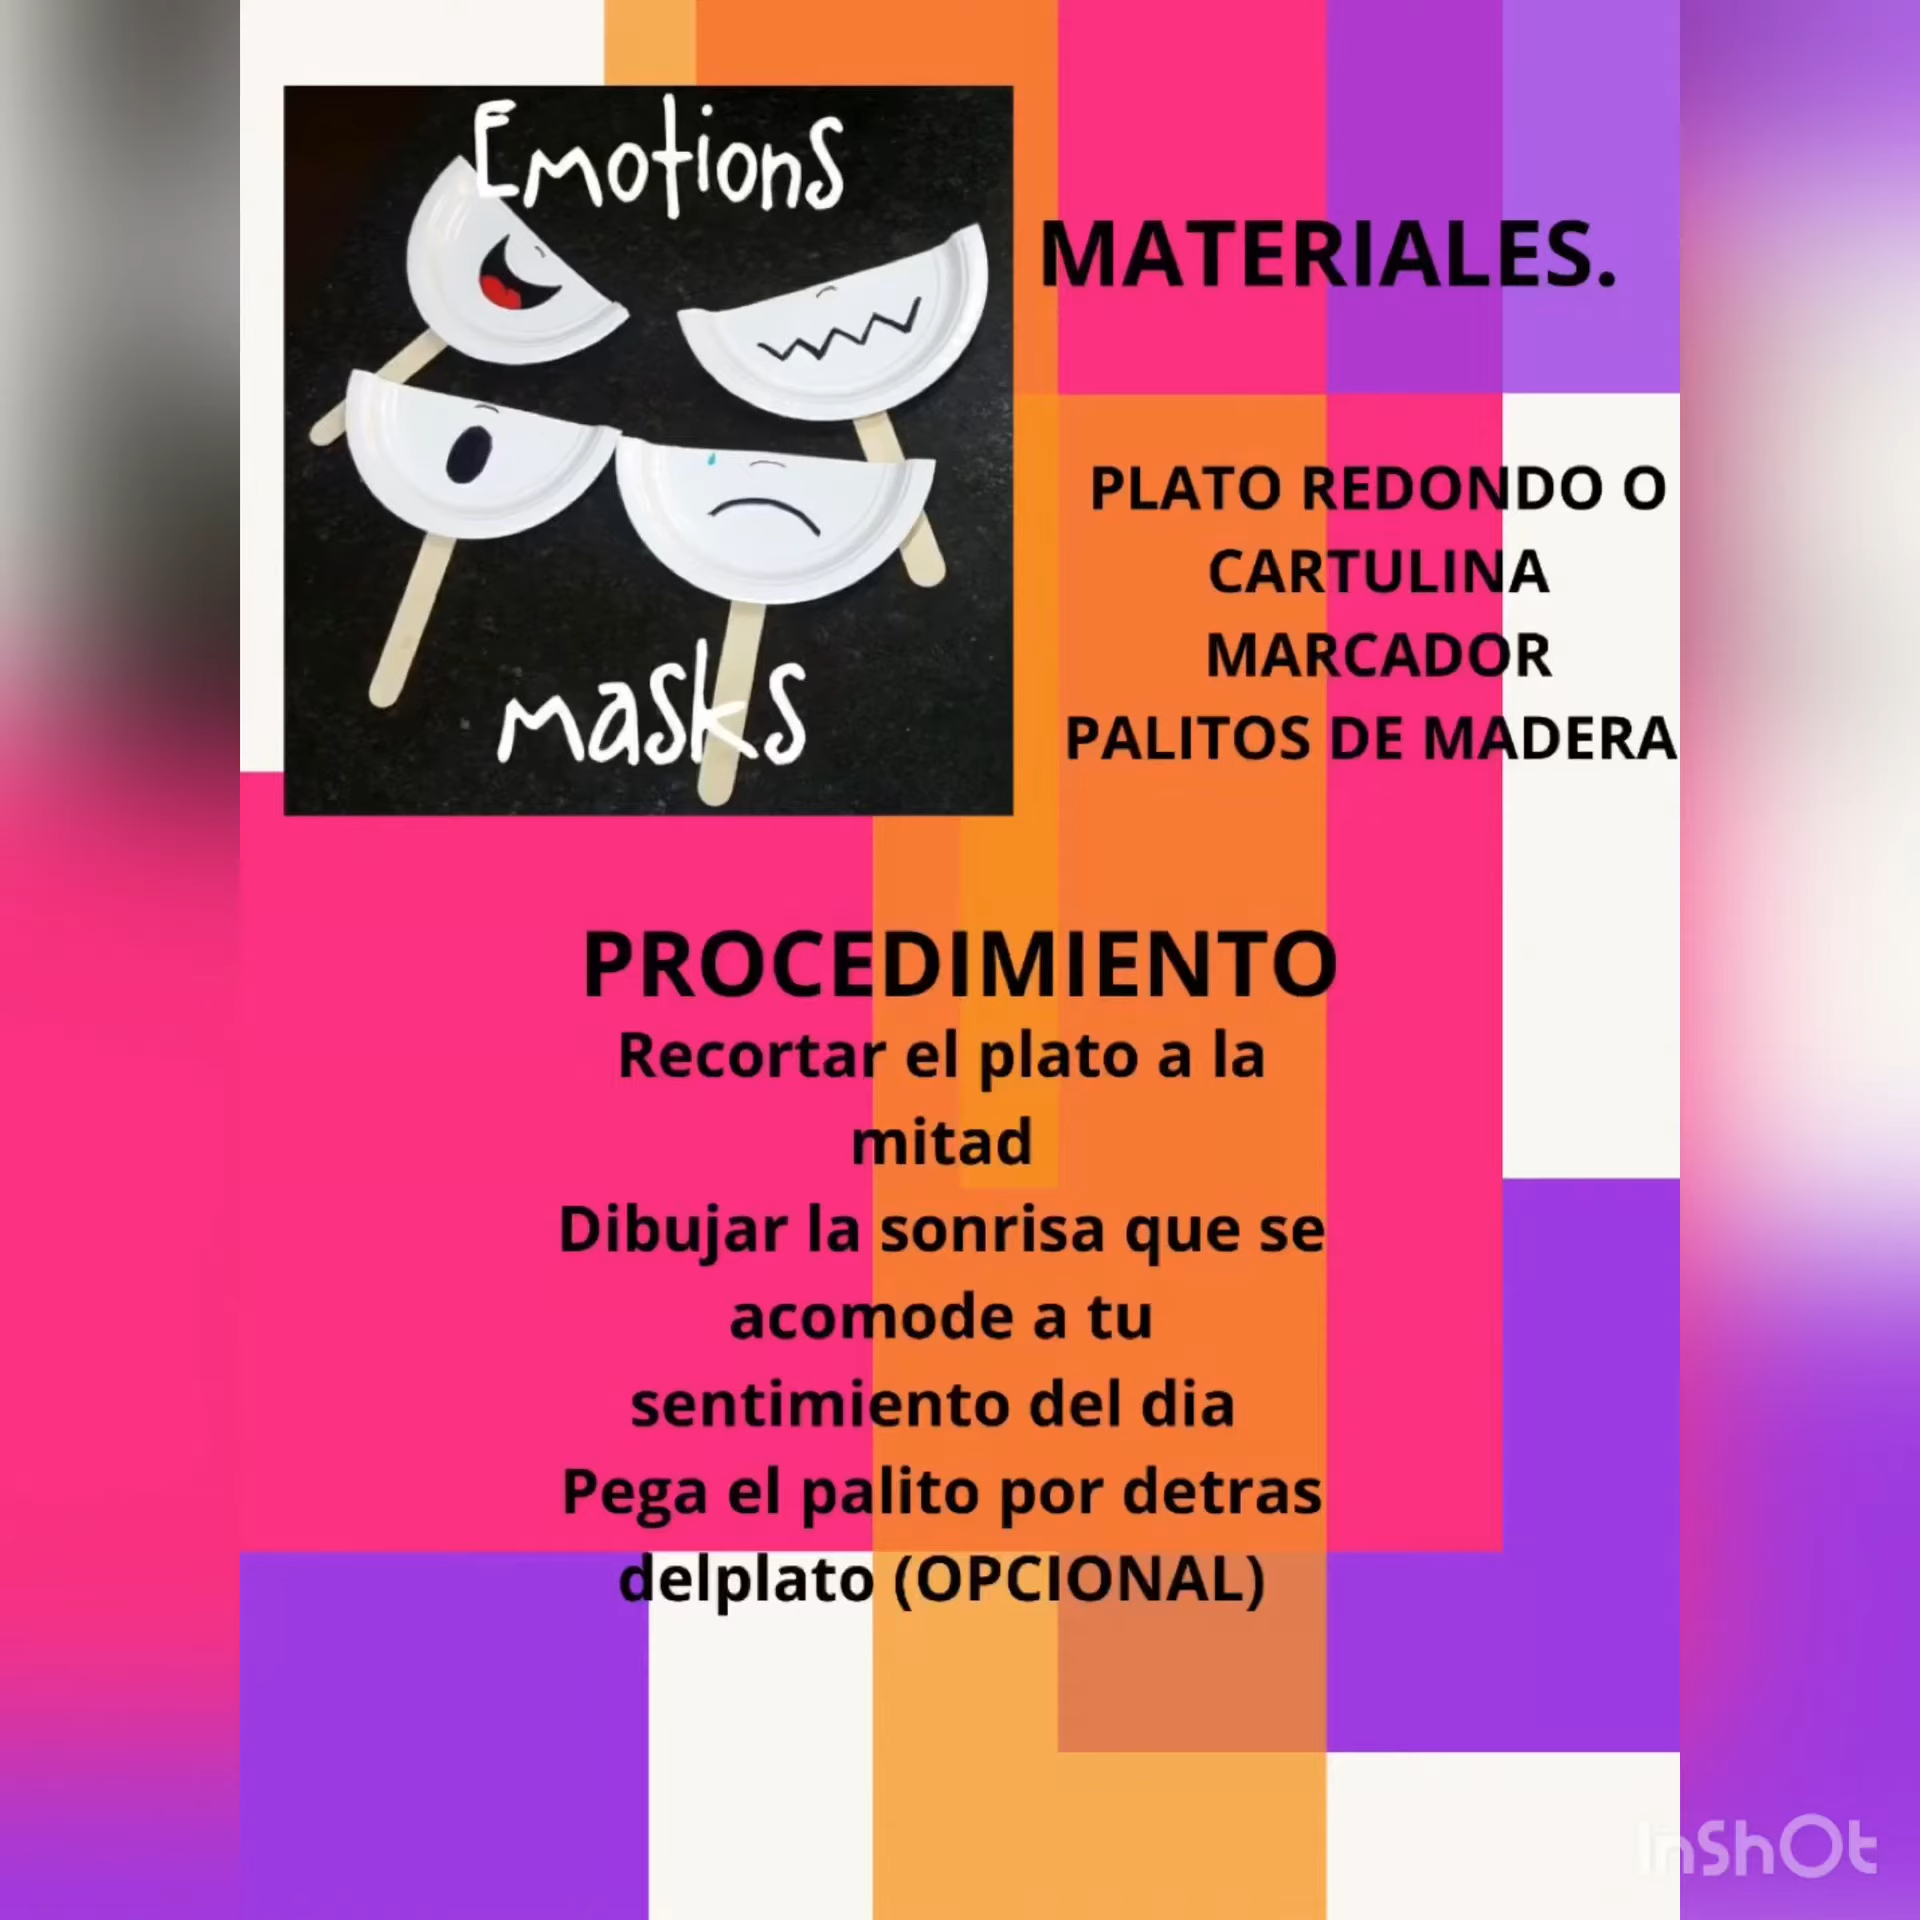 Emotions
masks
MATERIALES.
PLATO REDONDO O
CARTULINA
MARCADOR
PALITOS DE MADERA
PROCEDIMIENTO
Recortar el plato a la
mitad
Dibujar la sonrisa que se
acomode a tu
sentimiento del dia
Pega el palito por detras
delplato (OPCIONAL)
InShOt